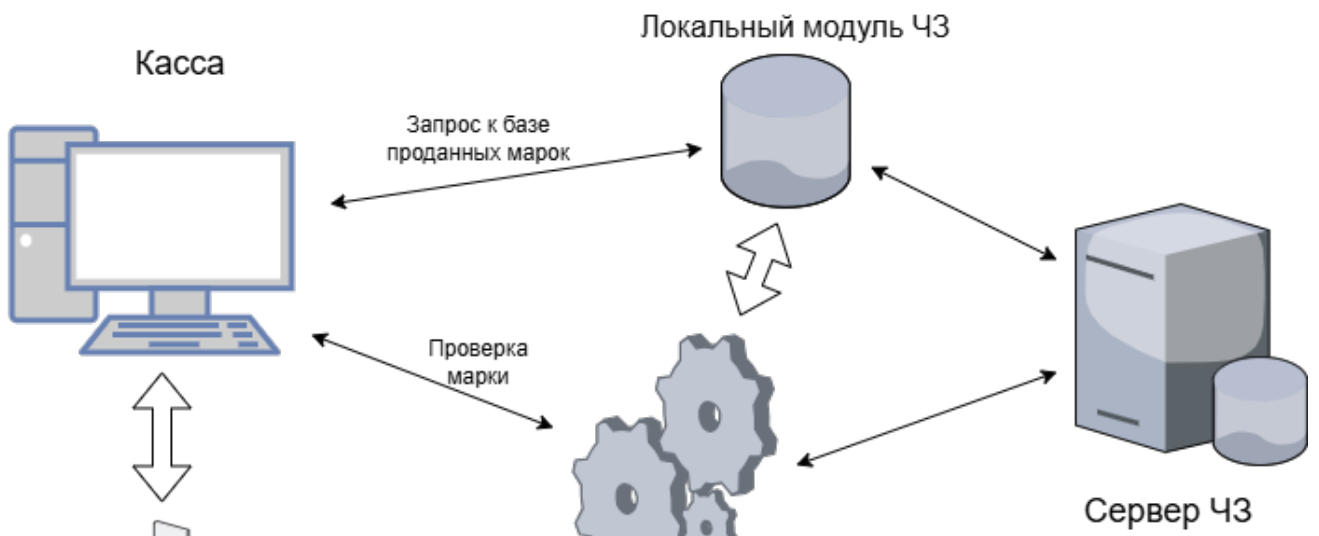 Локальный модуль ЧЗ
Касса
Запрос к базе
проданных марок
Проверка
марки
Сервер ЧЗ